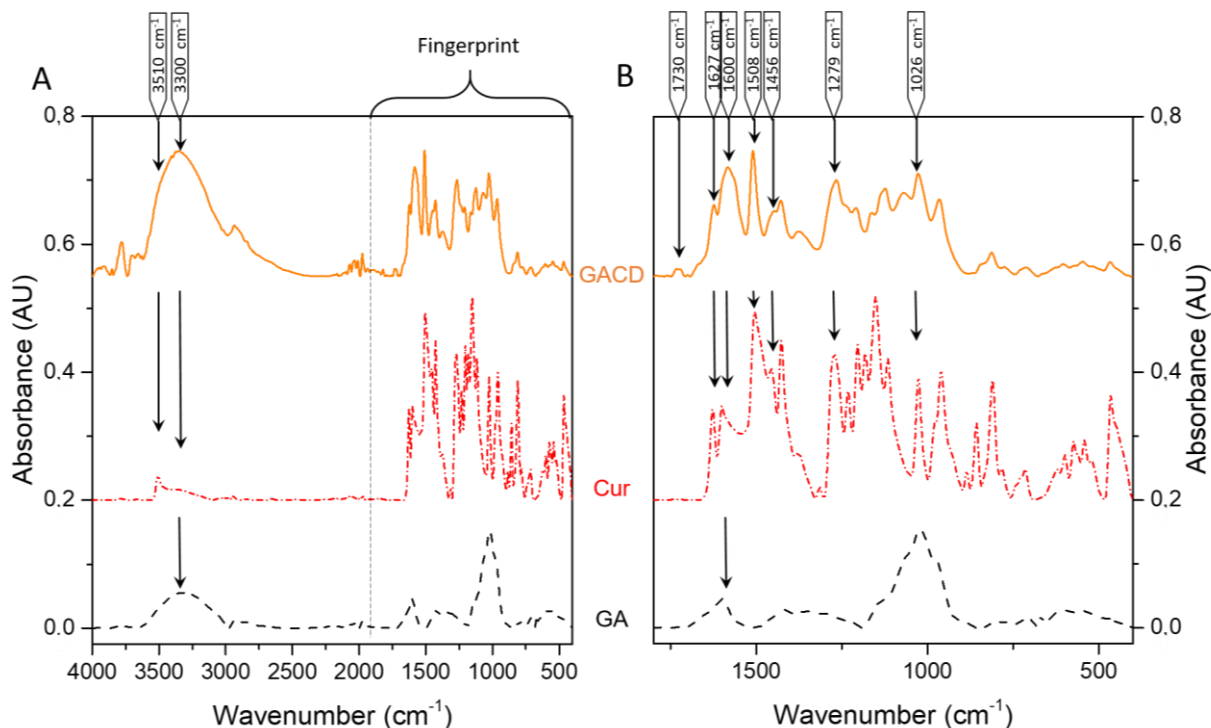 3510 cm-1
3300 cm-1
1730 cm-1
1627 cm-1
1600 cm-1
1508 cm-1
1456 cm-1
1279 cm-1
1026 cm-1
Fingerprint
A
B
0,8
0,6
0,4
0,2
0,0
Absorbance (AU)
GACD
Cur
GA
0,8
0,6
0,4
0,2
0,0
Absorbance (AU)
4000 3500 3000 2500 2000 1500 1000 500
Wavenumber (cm-1)
1500 1000 500
Wavenumber (cm-1)